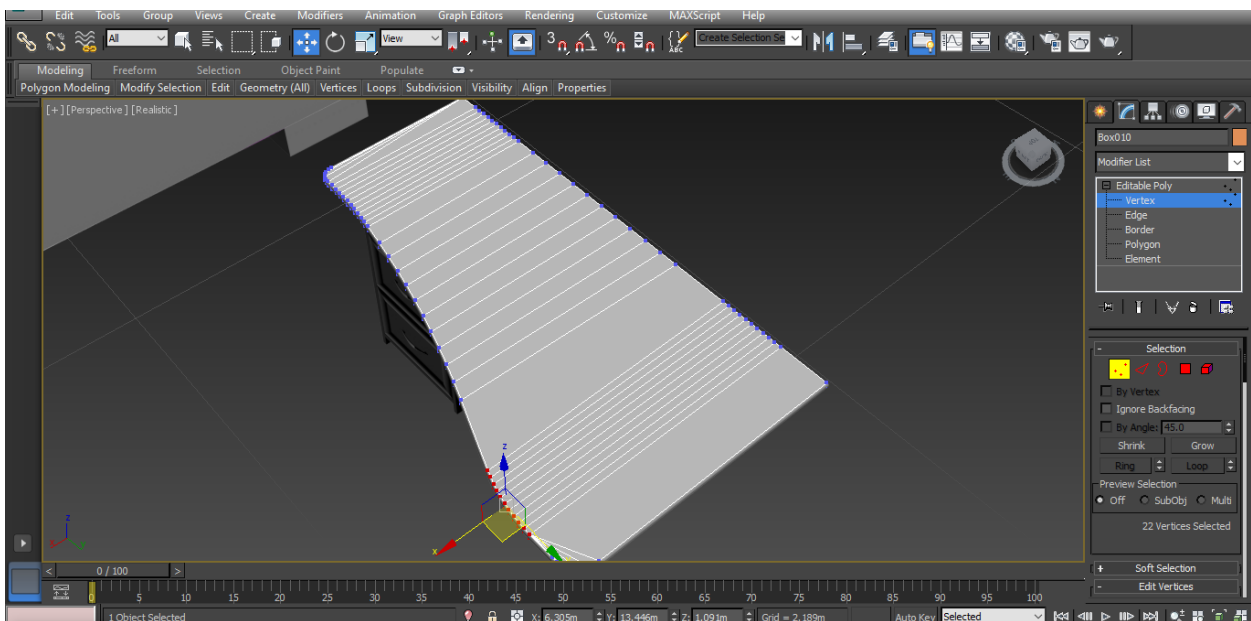 Edit Tools Group Views Create Modifiers Animation Graph Editors Rendering Customize MAXScript Help
All View 3 Create Selection Se
ABC
Modeling Freeform Selection Object Paint Populate
Polygon Modeling Modify Selection Edit Geometry (All) Vertices Loops Subdivision Visibility Align Properties
[+] [Perspective] [Realistic]
Box010
Modifier List
Editable Poly
Vertex
Edge
Border
Polygon
Element
- Selection
By Vertex
Ignore Backfacing
By Angle: 45.0
Shrink Grow
Ring Loop
Preview Selection
Off SubObj Multi
22 Vertices Selected
+ Soft Selection
- Edit Vertices
z
x
z
x y
< 0 / 100 >
0 5 10 15 20 25 30 35 40 45 50 55 60 65 70 75 80 85 90 95 100
1 Object Selected X: 6.305m Y: 13.446m Z: 1.091m Grid = 2.189m Auto Key Selected